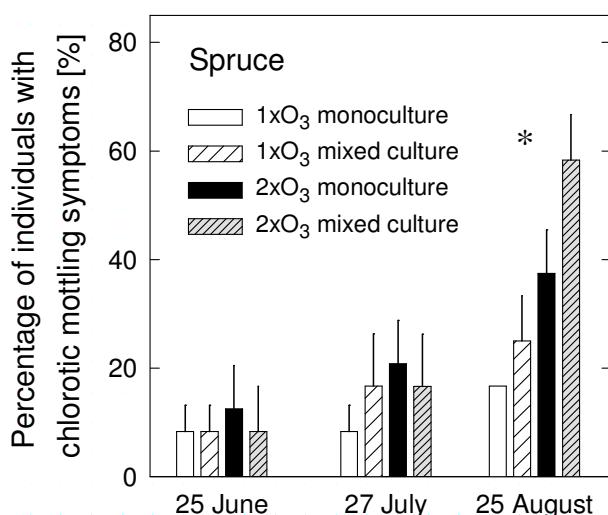 Percentage of individuals with
chlorotic mottling symptoms [%]
80
60
40
20
0
Spruce
1xO₃ monoculture
1xO₃ mixed culture
2xO₃ monoculture
2xO₃ mixed culture
*
25 June
27 July
25 August